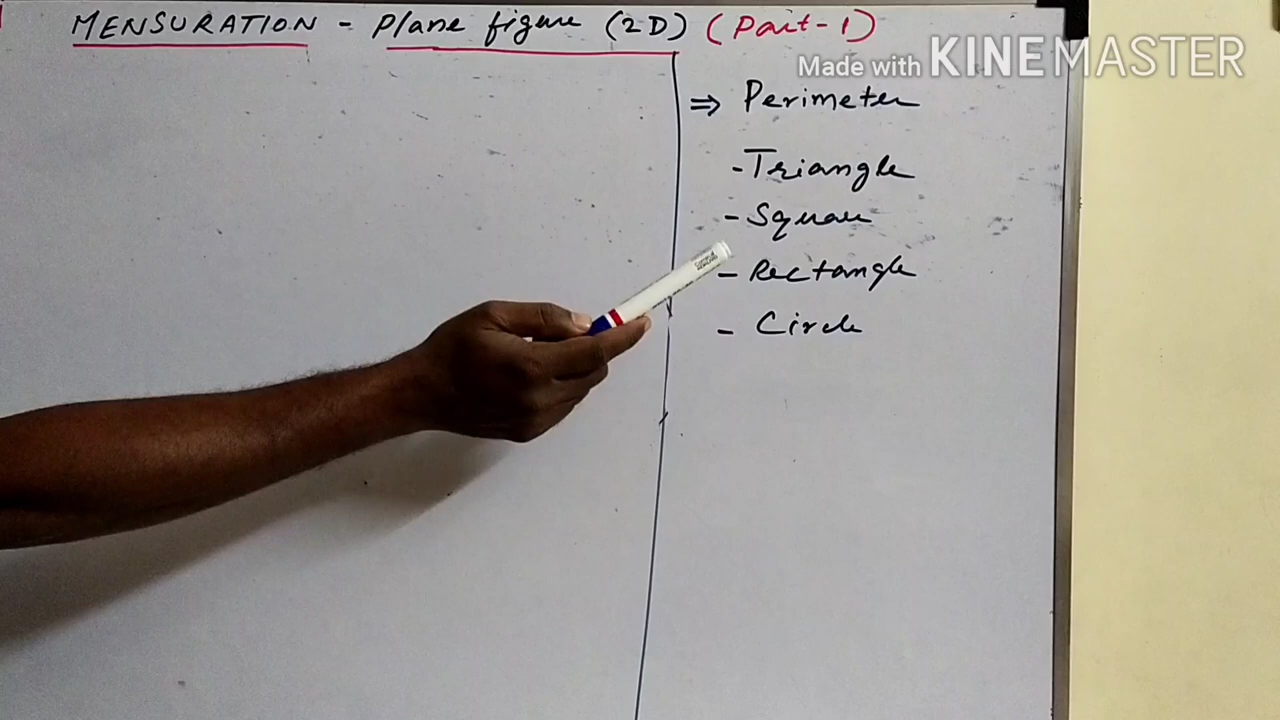 MENSURATION - Plane figure (2D) (Part-1)
Made with KINEMASTER
⇒ Perimeter
- Triangle
- Square
- Rectangle
- Circle